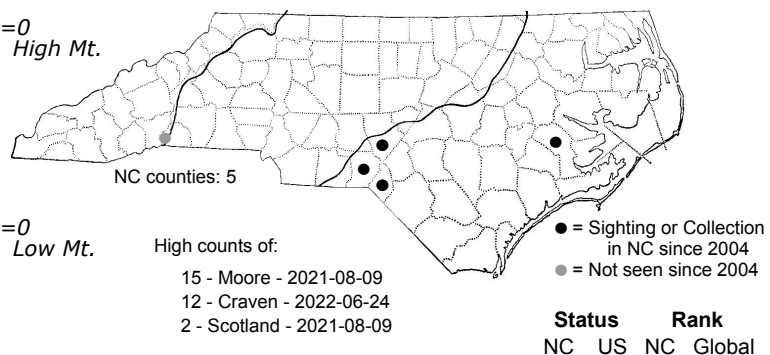 =0
High Mt.
NC counties: 5
=0
Low Mt.
High counts of:
15 - Moore - 2021-08-09
12 - Craven - 2022-06-24
2 - Scotland - 2021-08-09
● = Sighting or Collection
in NC since 2004
● = Not seen since 2004
Status Rank
NC US NC Global